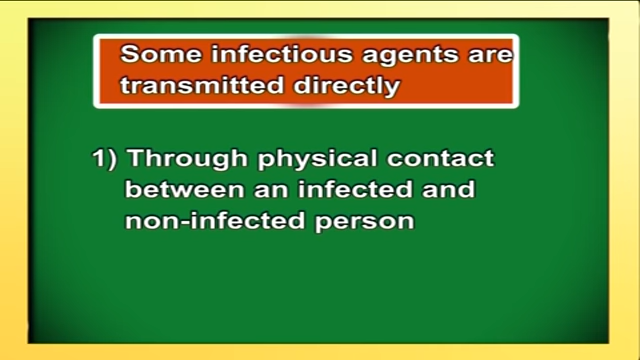 Some infectious agents are
transmitted directly
1) Through physical contact
between an infected and
non-infected person